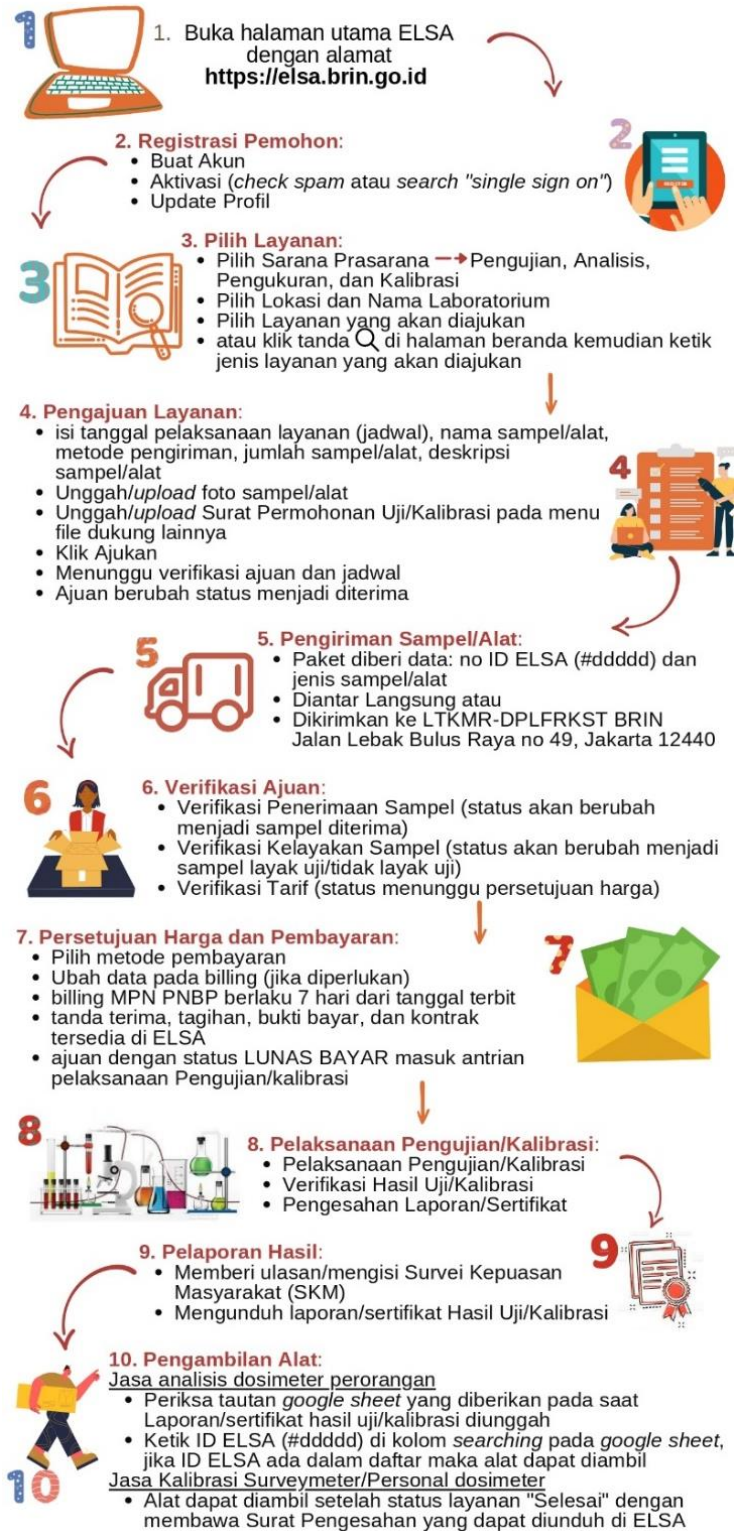 1
1. Buka halaman utama ELSA
dengan alamat
https://elsa.brin.go.id
2. Registrasi Pemohon:
• Buat Akun
• Aktivasi (check spam atau search "single sign on")
• Update Profil
2
3. Pilih Layanan:
3
• Pilih Sarana Prasarana → Pengujian, Analisis,
Pengukuran, dan Kalibrasi
• Pilih Lokasi dan Nama Laboratorium
• Pilih Layanan yang akan diajukan
• atau klik tanda di halaman beranda kemudian ketik
jenis layanan yang akan diajukan
4. Pengajuan Layanan:
• isi tanggal pelaksanaan layanan (jadwal), nama sampel/alat,
metode pengiriman, jumlah sampel/alat, deskripsi
sampel/alat
• Unggah/upload foto sampel/alat
• Unggah/upload Surat Permohonan Uji/Kalibrasi pada menu
file dukung lainnya
• Klik Ajukan
• Menunggu verifikasi ajuan dan jadwal
• Ajuan berubah status menjadi diterima
4
5
5. Pengiriman Sampel/Alat:
• Paket diberi data: no ID ELSA (#ddddd) dan
jenis sampel/alat
• Diantar Langsung atau
• Dikirimkan ke LTKMR-DPLFRKST BRIN
Jalan Lebak Bulus Raya no 49, Jakarta 12440
6
6. Verifikasi Ajuan:
• Verifikasi Penerimaan Sampel (status akan berubah
menjadi sampel diterima)
• Verifikasi Kelayakan Sampel (status akan berubah menjadi
sampel layak uji/tidak layak uji)
• Verifikasi Tarif (status menunggu persetujuan harga)
7. Persetujuan Harga dan Pembayaran:
• Pilih metode pembayaran
• Ubah data pada billing (jika diperlukan)
• billing MPN PNBP berlaku 7 hari dari tanggal terbit
• tanda terima, tagihan, bukti bayar, dan kontrak
tersedia di ELSA
• ajuan dengan status LUNAS BAYAR masuk antrian
pelaksanaan Pengujian/kalibrasi
7
8
8. Pelaksanaan Pengujian/Kalibrasi:
• Pelaksanaan Pengujian/Kalibrasi
• Verifikasi Hasil Uji/Kalibrasi
• Pengesahan Laporan/Sertifikat
9. Pelaporan Hasil:
• Memberi ulasan/mengisi Survei Kepuasan
Masyarakat (SKM)
• Mengunduh laporan/sertifikat Hasil Uji/Kalibrasi
9
10. Pengambilan Alat:
Jasa analisis dosimeter perorangan
• Periksa tautan google sheet yang diberikan pada saat
Laporan/sertifikat hasil uji/kalibrasi diunggah
• Ketik ID ELSA (#ddddd) di kolom searching pada google sheet,
jika ID ELSA ada dalam daftar maka alat dapat diambil
Jasa Kalibrasi Surveymeter/Personal dosimeter
• Alat dapat diambil setelah status layanan "Selesai" dengan
membawa Surat Pengesahan yang dapat diunduh di ELSA
10